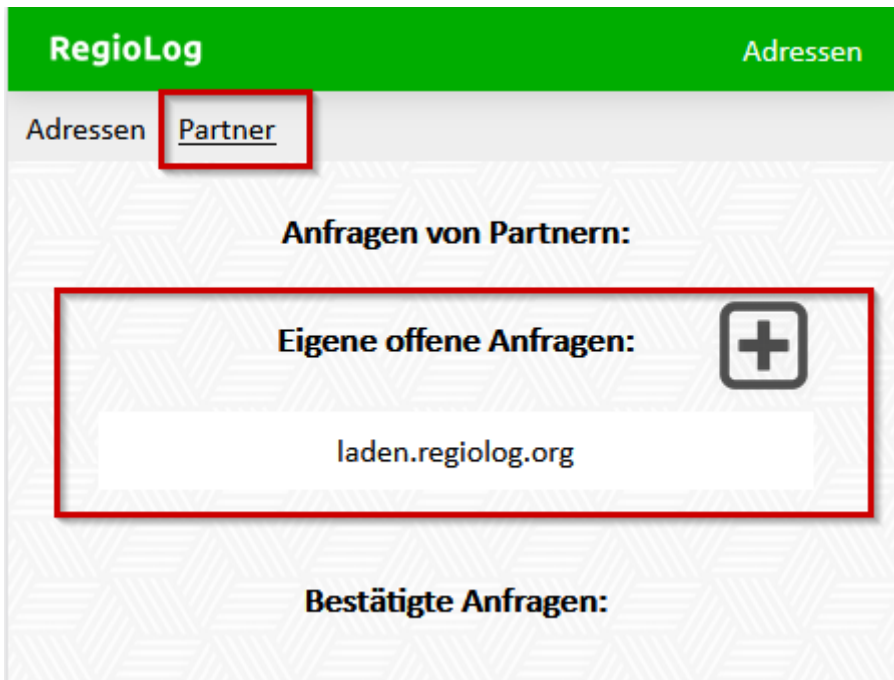 RegioLog Adressen
Adressen Partner
Anfragen von Partnern:
Eigene offene Anfragen:
laden.regiolog.org
Bestätigte Anfragen: